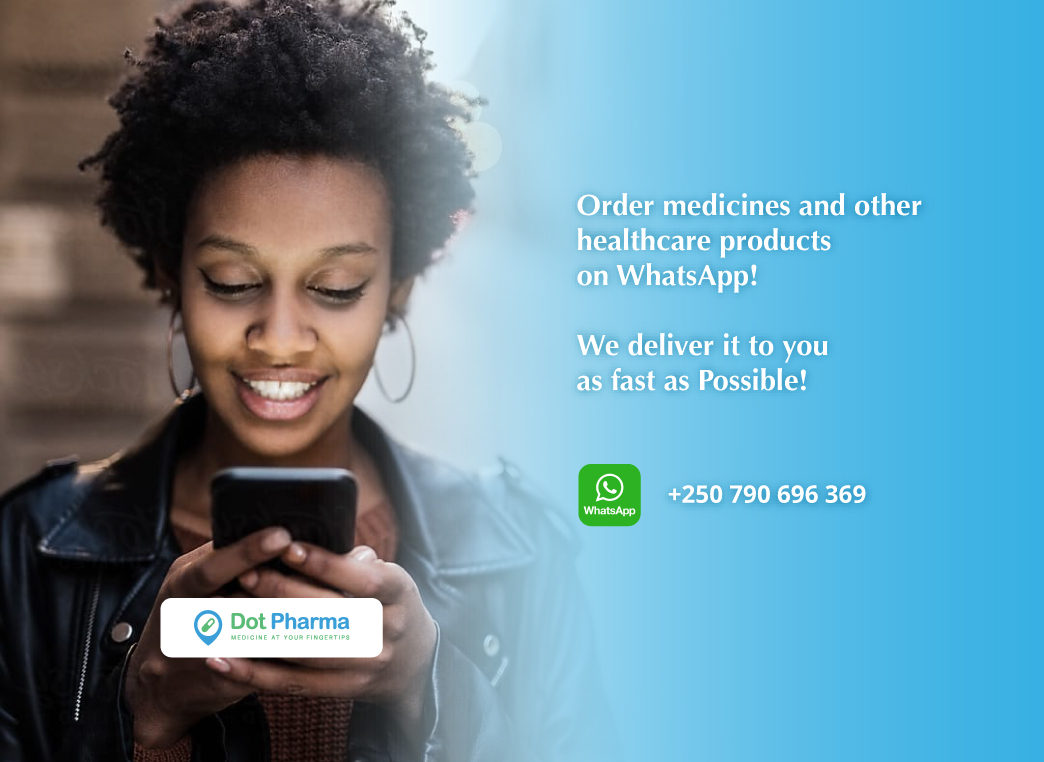 Order medicines and other
healthcare products
on WhatsApp!
We deliver it to you
as fast as Possible!
WhatsApp
+250 790 696 369
Dot Pharma
MEDICINE AT YOUR FINGERTIPS